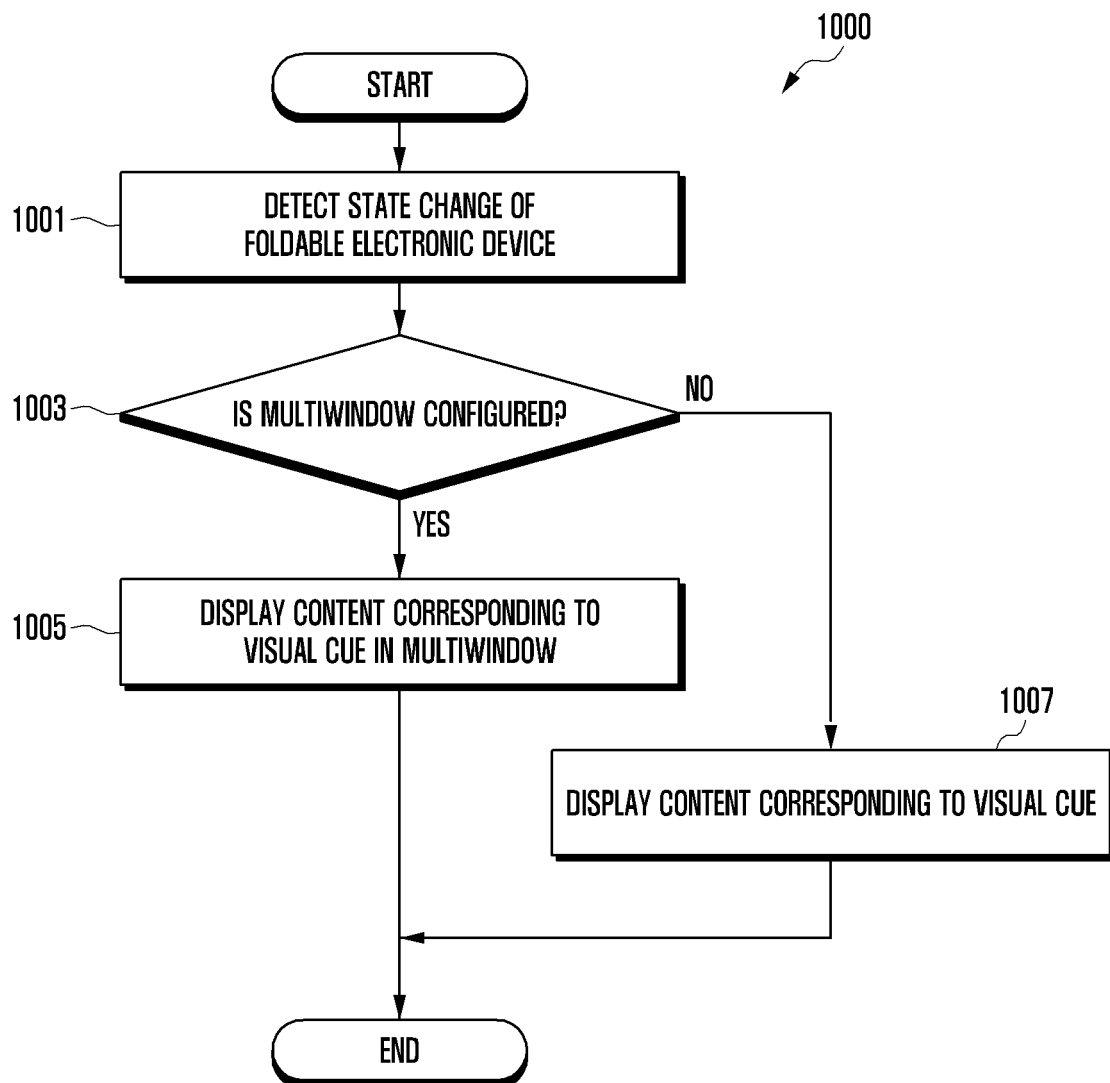 1000
START
1001
DETECT STATE CHANGE OF
FOLDABLE ELECTRONIC DEVICE
1003
IS MULTIWINDOW CONFIGURED?
NO
YES
1005
DISPLAY CONTENT CORRESPONDING TO
VISUAL CUE IN MULTIWINDOW
1007
DISPLAY CONTENT CORRESPONDING TO VISUAL CUE
END